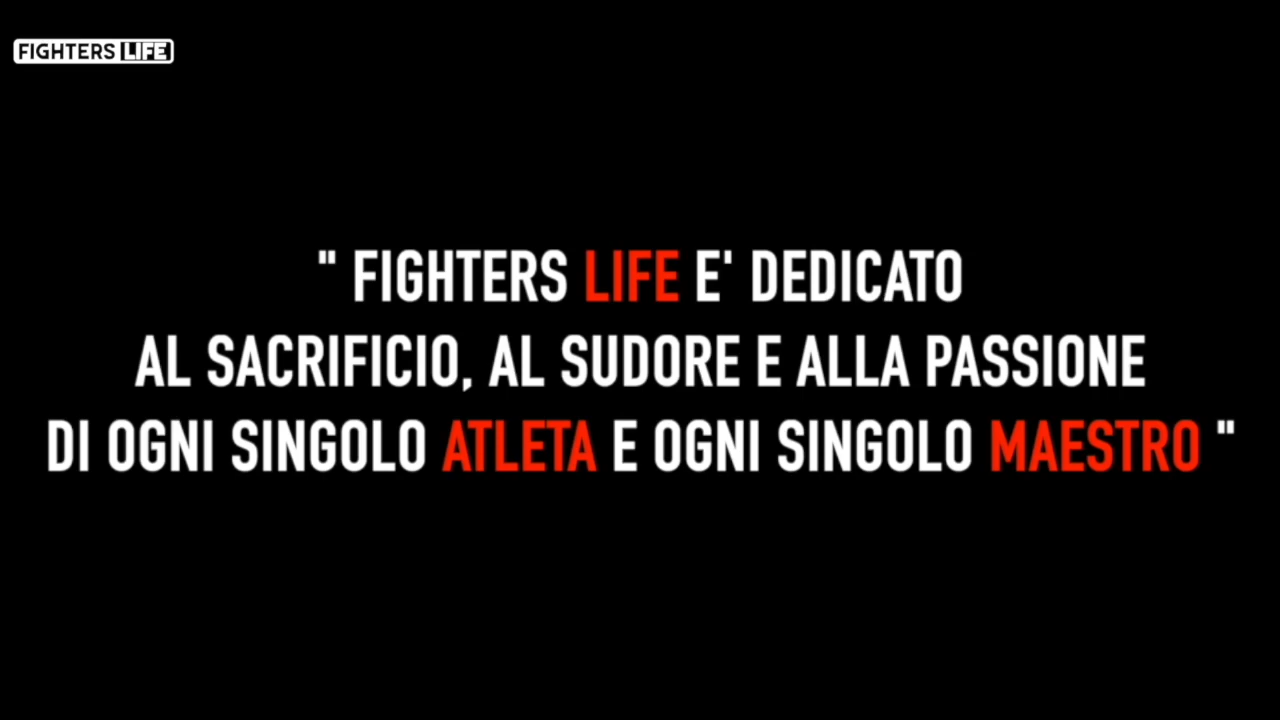 FIGHTERS LIFE
" FIGHTERS LIFE E' DEDICATO
AL SACRIFICIO, AL SUDORE E ALLA PASSIONE
DI OGNI SINGOLO ATLETA E OGNI SINGOLO MAESTRO "